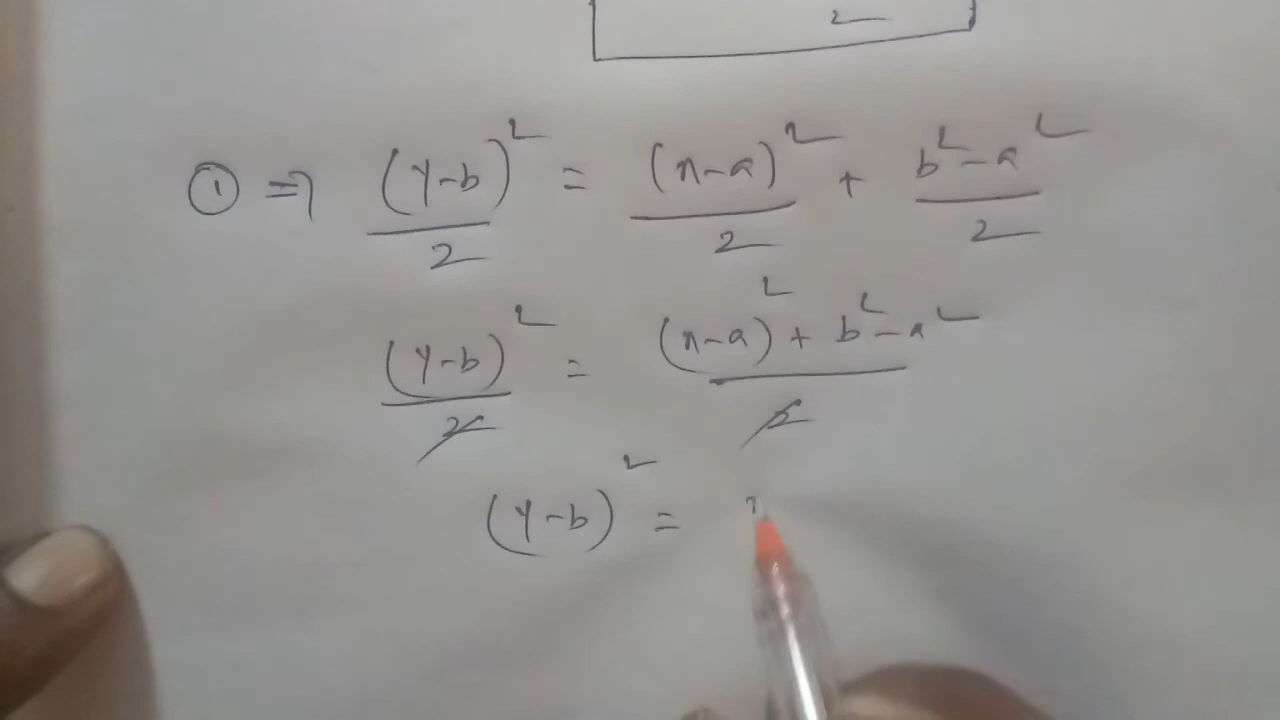 2
① ⇒ (y-b)²/2 = (x-a)²/2 + b²-a²/2
(y-b)²/2 = (x-a)² + b²-a²/2
(y-b)² =